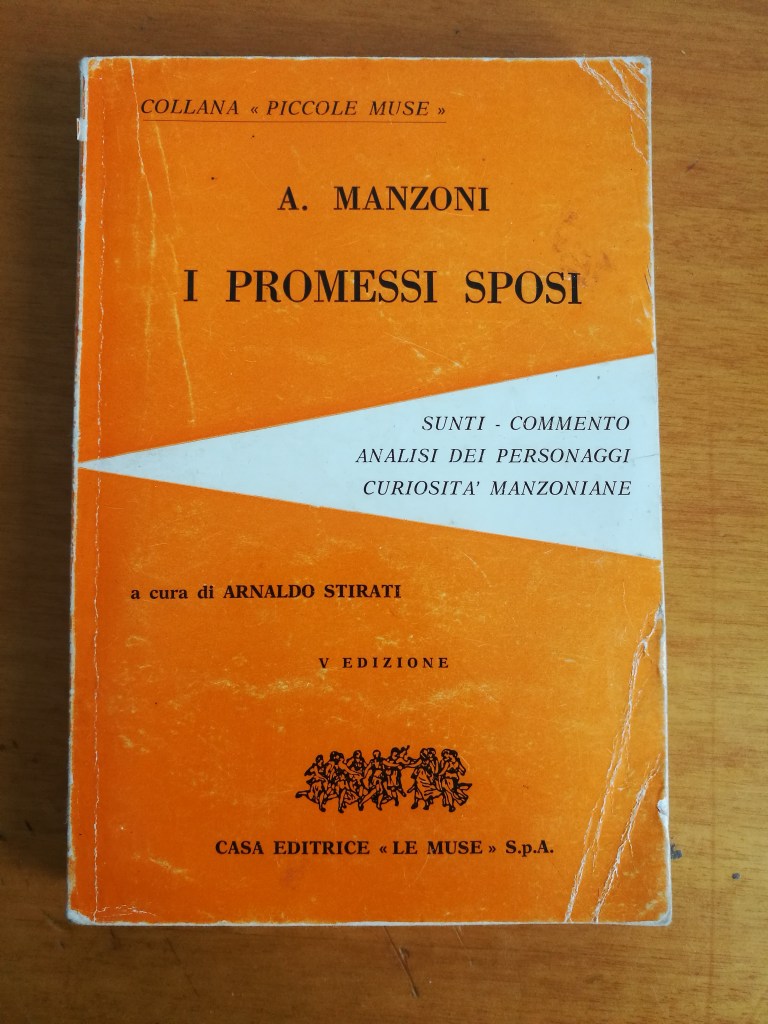 COLLANA « PICCOLE MUSE »
A. MANZONI
I PROMESSI SPOSI
SUNTI - COMMENTO
ANALISI DEI PERSONAGGI
CURIOSITA' MANZONIANE
a cura di ARNALDO STIRATI
V EDIZIONE
CASA EDITRICE « LE MUSE » S.p.A.